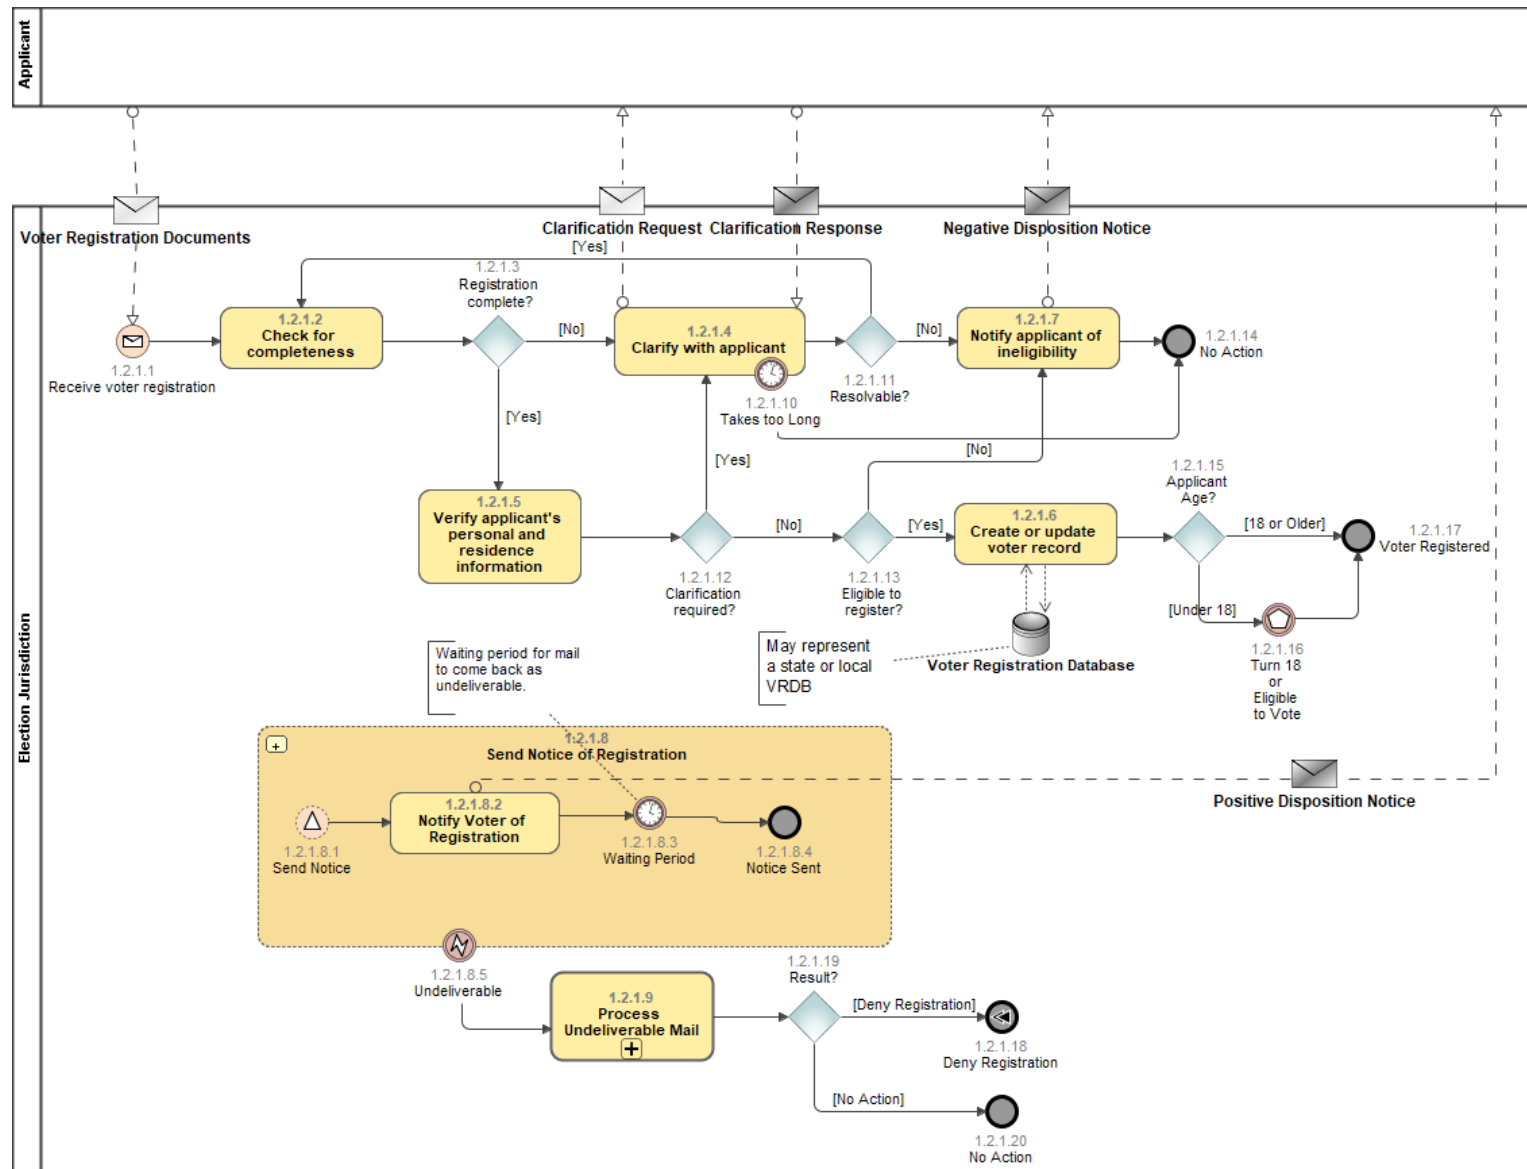 Applicant
Voter Registration Documents
Clarification Request
Clarification Response
Negative Disposition Notice
[Yes]
1.2.1.3
Registration
complete?
1.2.1.2
Check for
completeness
[No]
1.2.1.4
Clarify with applicant
[No]
1.2.1.7
Notify applicant of
ineligibility
1.2.1.14
No Action
1.2.1.1
Receive voter registration
1.2.1.11
Resolvable?
1.2.1.10
Takes too Long
[Yes]
[Yes]
[No]
1.2.1.5
Verify applicant's
personal and
residence
information
[No]
[Yes]
1.2.1.6
Create or update
voter record
1.2.1.15
Applicant
Age?
[18 or Older]
1.2.1.17
Voter Registered
1.2.1.12
Clarification
required?
1.2.1.13
Eligible to
register?
[Under 18]
1.2.1.16
Turn 18
or
Eligible
to Vote
Waiting period for mail
to come back as
undeliverable.
May represent
a state or local
VRDB
Voter Registration Database
Election Jurisdiction
1.2.1.8
Send Notice of Registration
Positive Disposition Notice
1.2.1.8.1
Send Notice
1.2.1.8.2
Notify Voter of
Registration
1.2.1.8.3
Waiting Period
1.2.1.8.4
Notice Sent
1.2.1.8.5
Undeliverable
1.2.1.9
Process
Undeliverable Mail
1.2.1.19
Result?
[Deny Registration]
1.2.1.18
Deny Registration
[No Action]
1.2.1.20
No Action